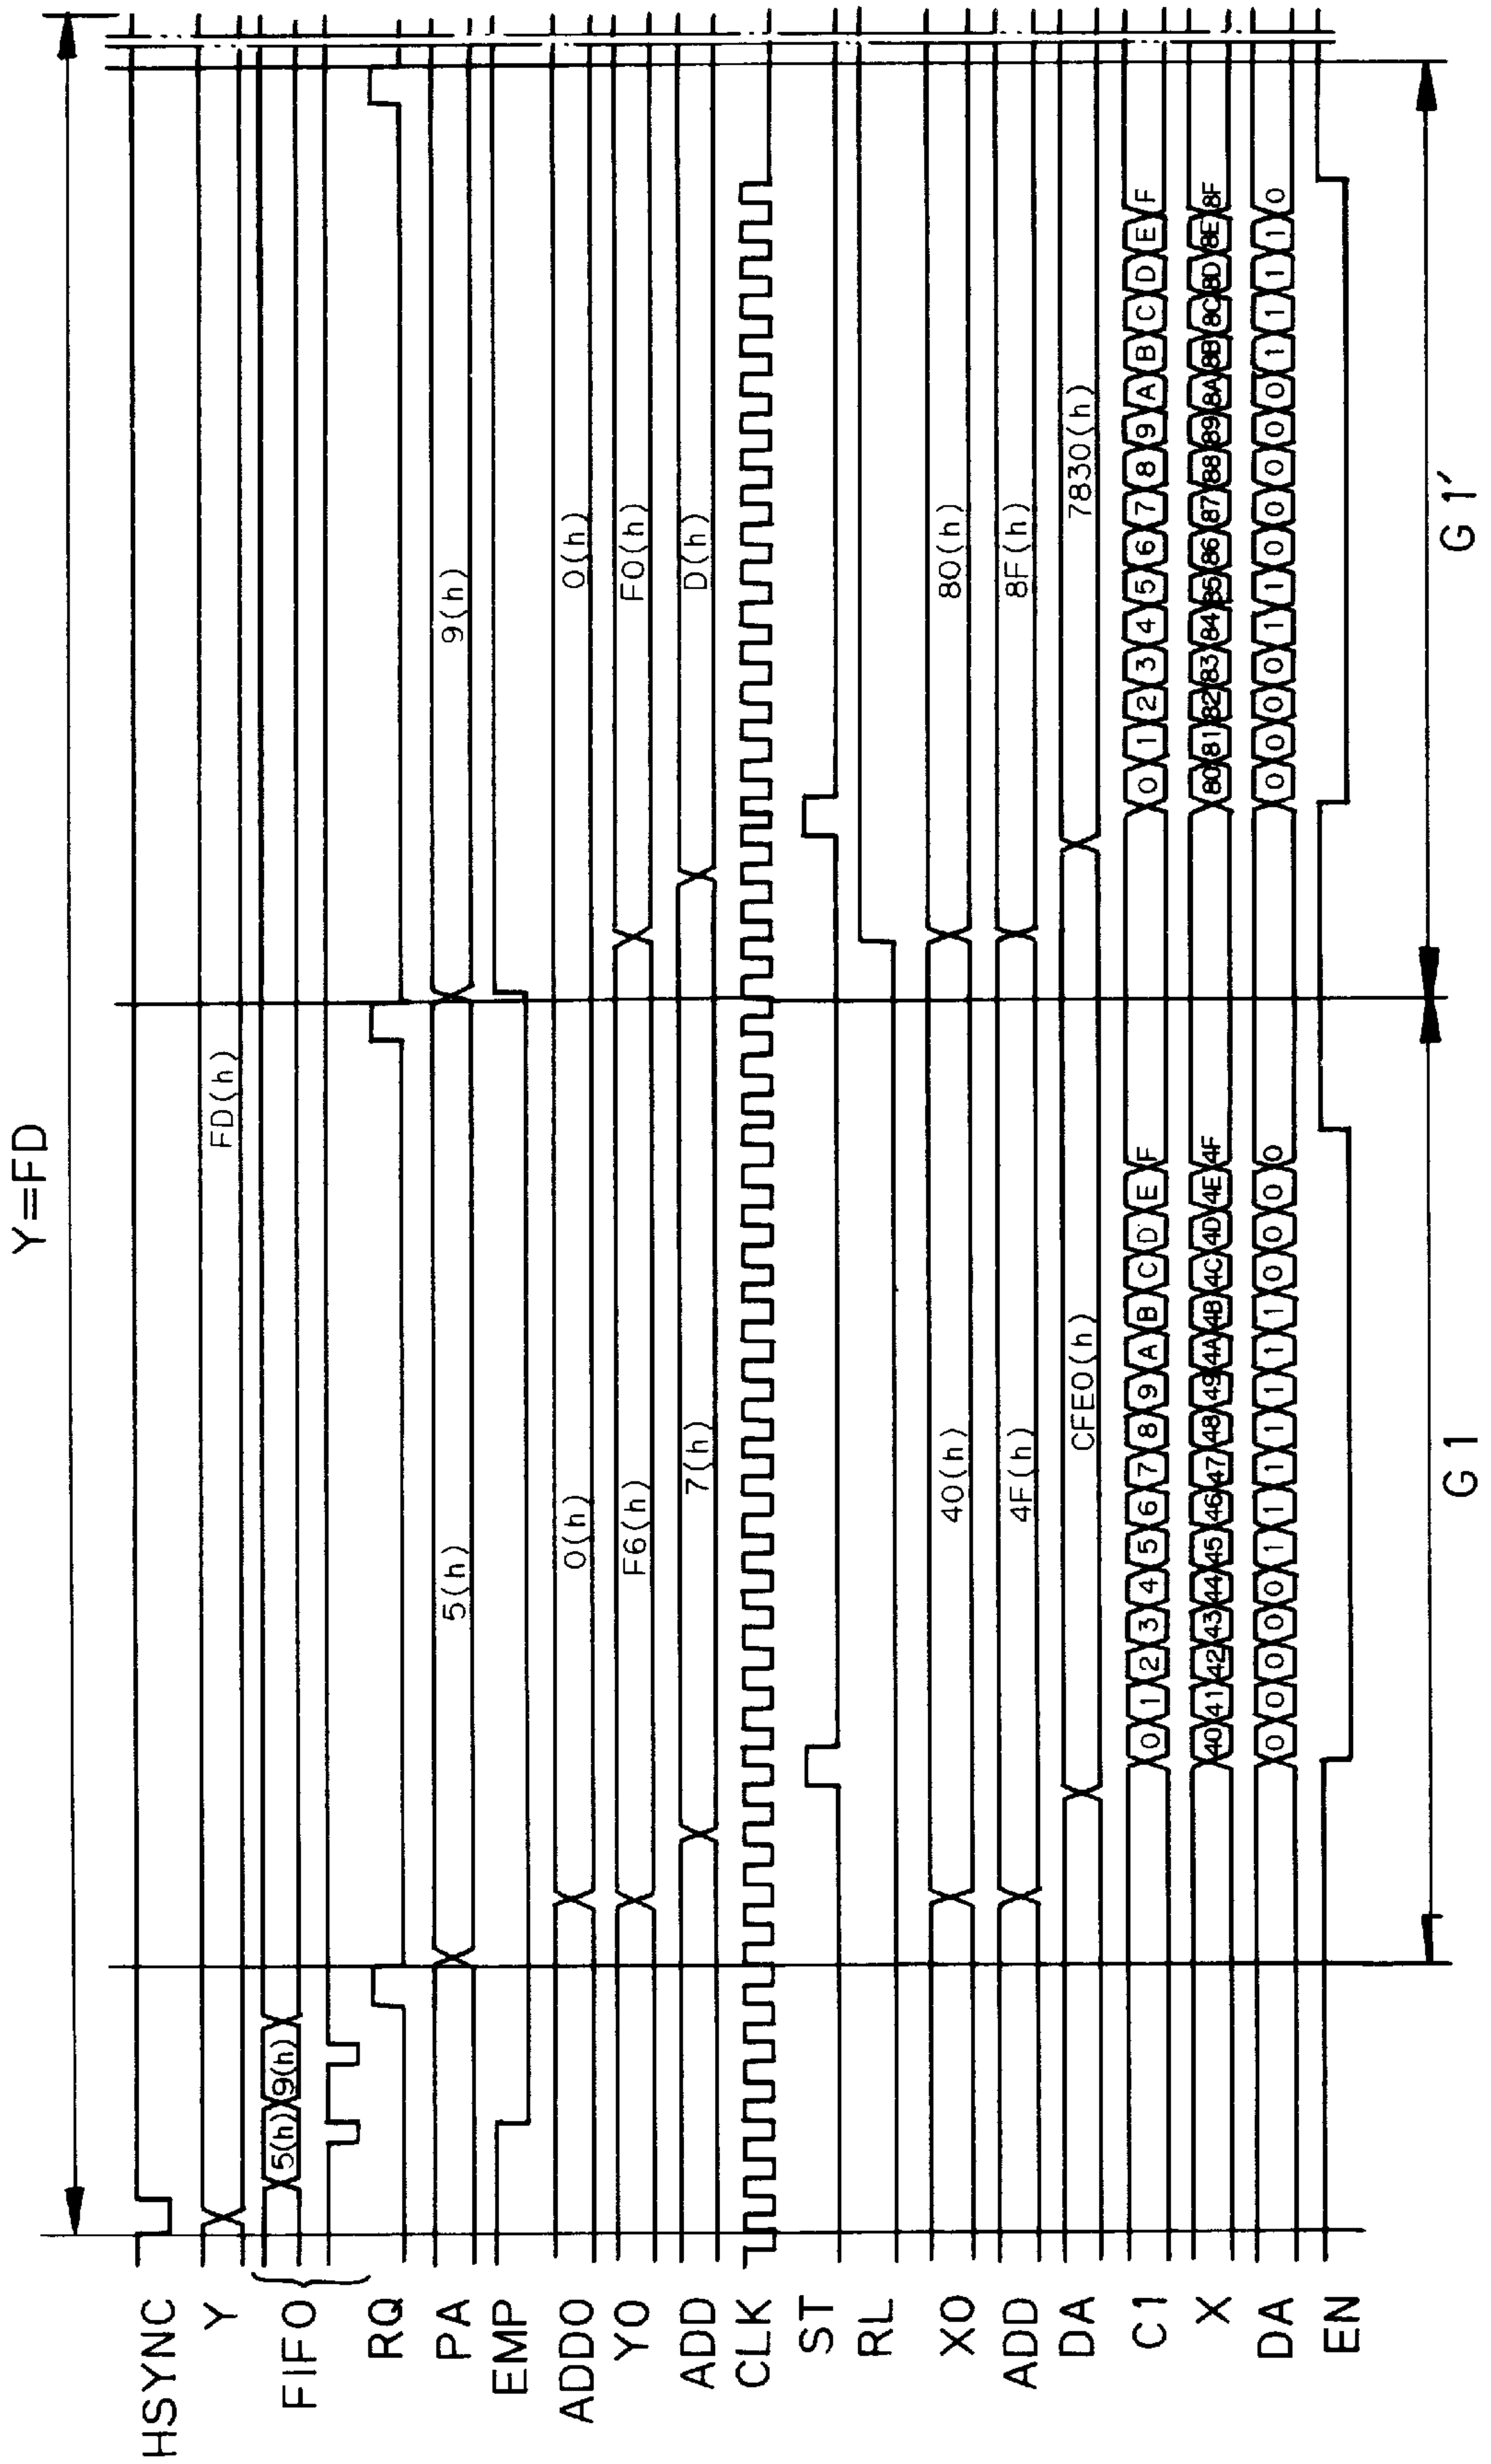 Y=FD
HSYNC
Y FD(h)
FIFO 5(h) 9(h)
RQ
PA 5(h) 9(h)
EMP
ADDO O(h) O(h)
YO F6(h) F0(h)
ADD 7(h) D(h)
CLK
ST
RL
XO 40(h) 80(h)
ADD 4F(h) 8F(h)
DA CFE0(h) 7830(h)
C1 0 1 2 3 4 5 6 7 8 9 A B C D E F 0 1 2 3 4 5 6 7 8 9 A B C D E F
X 40 41 42 43 44 45 46 47 48 49 4A 4B 4C 4D 4E 4F 80 81 82 83 84 85 86 87 88 89 8A 8B 8C 8D 8E 8F
DA 0 0 0 0 0 1 1 1 1 1 1 1 0 0 0 0 0 0 0 0 1 1 0 0 0 0 0 1 1 1 1 0
EN
G1 G1′